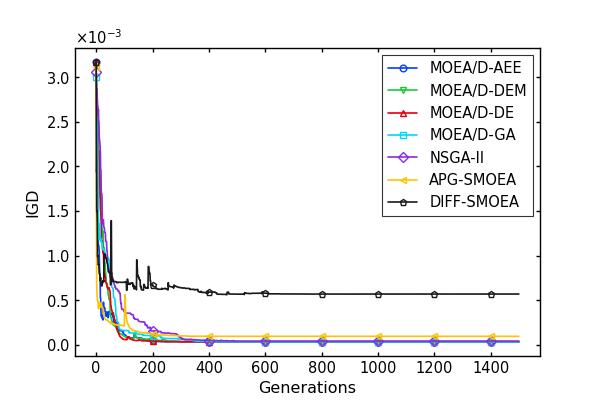 ×10⁻³
3.0
2.5
2.0
1.5
1.0
0.5
0.0
IGD
0 200 400 600 800 1000 1200 1400
Generations
MOEA/D-AEE
MOEA/D-DEM
MOEA/D-DE
MOEA/D-GA
NSGA-II
APG-SMOEA
DIFF-SMOEA